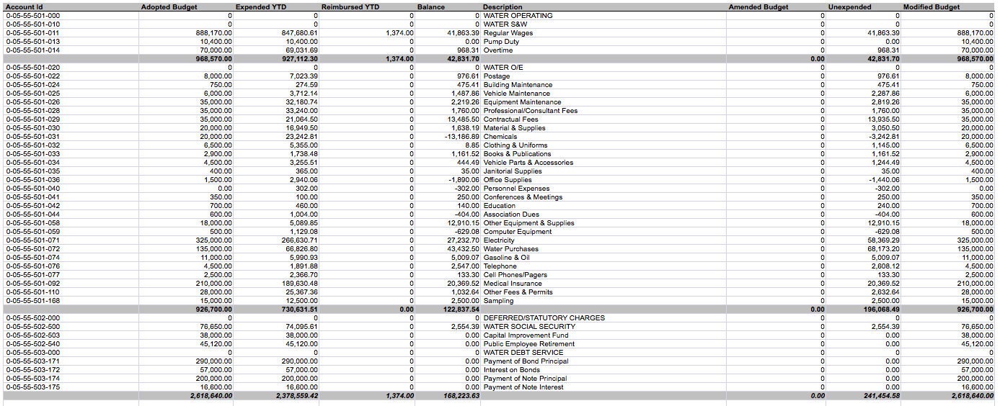 Account Id Adopted Budget Expended YTD Reimbursed YTD Balance Description Amended Budget Unexpended Modified Budget
0-05-55-501-000 0 0 0 0 WATER OPERATING 0 0 0
0-05-55-501-010 0 0 0 0 WATER S&W 0 0 0
0-05-55-501-011 888,170.00 847,680.61 1,374.00 41,863.39 Regular Wages 0 41,863.39 888,170.00
0-05-55-501-013 10,400.00 10,400.00 0 0.00 Pump Duty 0 0.00 10,400.00
0-05-55-501-014 70,000.00 69,031.69 0 968.31 Overtime 0 968.31 70,000.00
968,570.00 927,112.30 1,374.00 42,831.70 0.00 42,831.70 968,570.00
0-05-55-501-020 0 0 0 0 WATER O/E 0 0 0
0-05-55-501-022 8,000.00 7,023.39 0 976.61 Postage 0 976.61 8,000.00
0-05-55-501-024 750.00 274.59 0 475.41 Building Maintenance 0 475.41 750.00
0-05-55-501-025 6,000.00 3,712.14 0 1,487.86 Vehicle Maintenance 0 2,287.86 6,000.00
0-05-55-501-026 35,000.00 32,180.74 0 2,219.26 Equipment Maintenance 0 2,819.26 35,000.00
0-05-55-501-028 35,000.00 33,240.00 0 1,760.00 Professional/Consultant Fees 0 1,760.00 35,000.00
0-05-55-501-029 35,000.00 21,064.50 0 13,485.50 Contractual Fees 0 13,935.50 35,000.00
0-05-55-501-030 20,000.00 16,949.50 0 1,638.19 Material & Supplies 0 3,050.50 20,000.00
0-05-55-501-031 20,000.00 23,242.81 0 -13,186.89 Chemicals 0 -3,242.81 20,000.00
0-05-55-501-032 6,500.00 5,355.00 0 8.85 Clothing & Uniforms 0 1,145.00 6,500.00
0-05-55-501-033 2,900.00 1,738.48 0 1,161.52 Books & Publications 0 1,161.52 2,900.00
0-05-55-501-034 4,500.00 3,255.51 0 444.49 Vehicle Parts & Accessories 0 1,244.49 4,500.00
0-05-55-501-035 400.00 365.00 0 35.00 Janitorial Supplies 0 35.00 400.00
0-05-55-501-036 1,500.00 2,940.06 0 -1,890.06 Office Supplies 0 -1,440.06 1,500.00
0-05-55-501-040 0.00 302.00 0 -302.00 Personnel Expenses 0 -302.00 0.00
0-05-55-501-041 350.00 100.00 0 250.00 Conferences & Meetings 0 250.00 350.00
0-05-55-501-042 700.00 460.00 0 140.00 Education 0 240.00 700.00
0-05-55-501-044 600.00 1,004.00 0 -404.00 Association Dues 0 -404.00 600.00
0-05-55-501-058 18,000.00 5,089.85 0 12,910.15 Other Equipment & Supplies 0 12,910.15 18,000.00
0-05-55-501-059 500.00 1,129.08 0 -629.08 Computer Equipment 0 -629.08 500.00
0-05-55-501-071 325,000.00 266,630.71 0 27,232.70 Electricity 0 58,369.29 325,000.00
0-05-55-501-072 135,000.00 66,826.80 0 43,432.50 Water Purchases 0 68,173.20 135,000.00
0-05-55-501-074 11,000.00 5,990.93 0 5,009.07 Gasoline & Oil 0 5,009.07 11,000.00
0-05-55-501-076 4,500.00 1,891.88 0 2,547.00 Telephone 0 2,608.12 4,500.00
0-05-55-501-077 2,500.00 2,366.70 0 133.30 Cell Phones/Pagers 0 133.30 2,500.00
0-05-55-501-092 210,000.00 189,630.48 0 20,369.52 Medical Insurance 0 20,369.52 210,000.00
0-05-55-501-110 28,000.00 25,367.36 0 1,032.64 Other Fees & Permits 0 2,632.64 28,000.00
0-05-55-501-168 15,000.00 12,500.00 0 2,500.00 Sampling 0 2,500.00 15,000.00
926,700.00 730,631.51 0.00 122,837.54 0.00 196,068.49 926,700.00
0-05-55-502-000 0 0 0 0 DEFERRED/STATUTORY CHARGES 0 0 0
0-05-55-502-500 76,650.00 74,095.61 0 2,554.39 WATER SOCIAL SECURITY 0 2,554.39 76,650.00
0-05-55-502-503 38,000.00 38,000.00 0 0.00 Capital Improvement Fund 0 0.00 38,000.00
0-05-55-502-540 45,120.00 45,120.00 0 0.00 Public Employee Retirement 0 0.00 45,120.00
0-05-55-503-000 0 0 0 0 WATER DEBT SERVICE 0 0 0
0-05-55-503-171 290,000.00 290,000.00 0 0.00 Payment of Bond Principal 0 0.00 290,000.00
0-05-55-503-172 57,000.00 57,000.00 0 0.00 Interest on Bonds 0 0.00 57,000.00
0-05-55-503-174 200,000.00 200,000.00 0 0.00 Payment of Note Principal 0 0.00 200,000.00
0-05-55-503-175 16,600.00 16,600.00 0 0.00 Payment of Note Interest 0 0.00 16,600.00
2,618,640.00 2,378,559.42 1,374.00 168,223.63 0.00 241,454.58 2,618,640.00